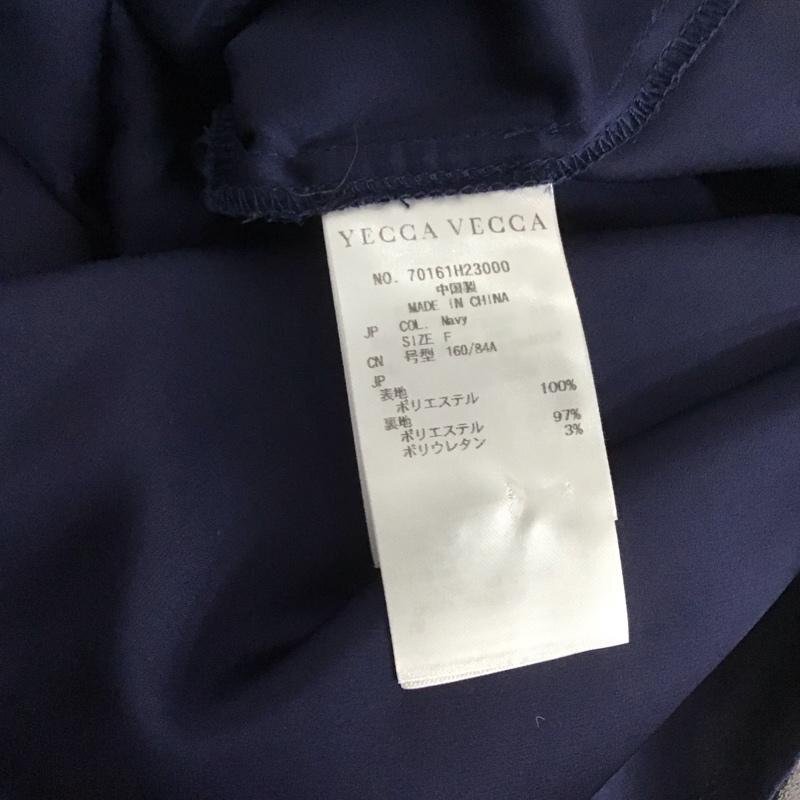 YECCA VECCA
NO. 70161H23000
中国製
MADE IN CHINA
JP COL. Navy
SIZE F
CN 号型 160/84A
JP
表地
ポリエステル 100%
裏地
ポリエステル 97%
ポリウレタン 3%